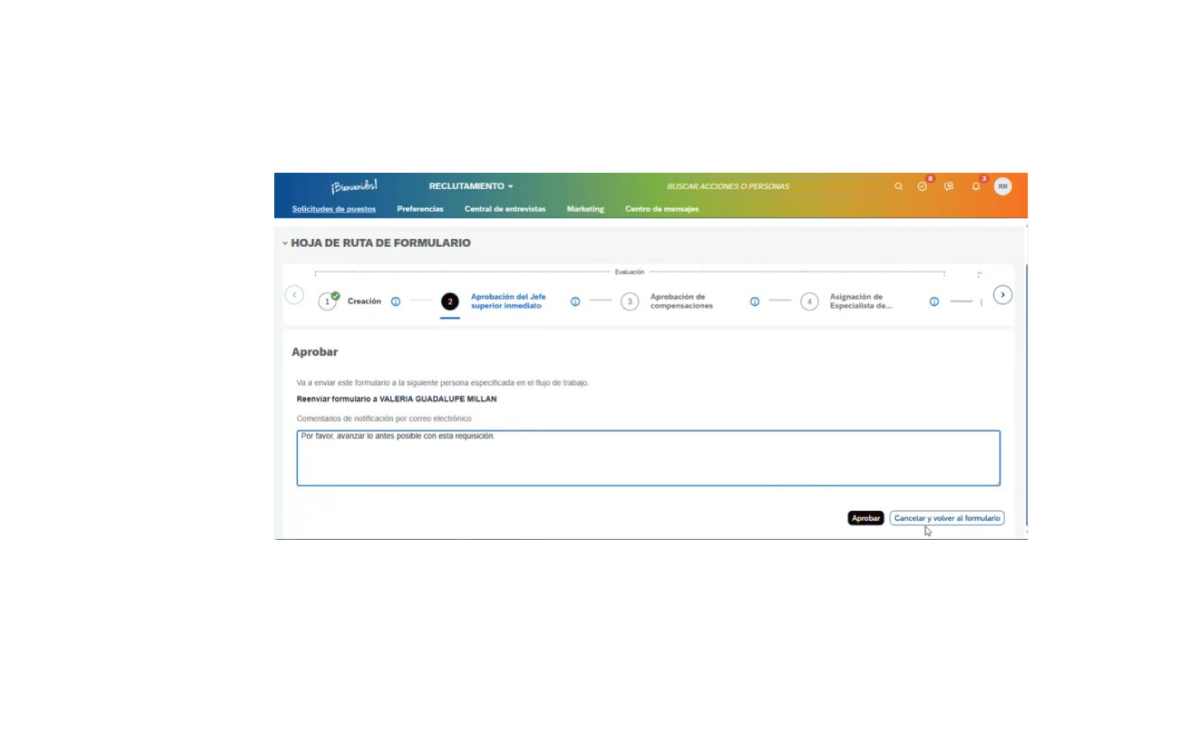 ¡Bienvenidos!
RECLUTAMIENTO
BUSCAR ACCIONES O PERSONAS
8
3
RR
Solicitudes de puestos
Preferencias
Central de entrevistas
Marketing
Centro de mensajes
HOJA DE RUTA DE FORMULARIO
Evaluación
1
Creación
2
Aprobación del Jefe
superior inmediato
3
Aprobación de
compensaciones
4
Asignación de
Especialista de...
Aprobar
Va a enviar este formulario a la siguiente persona especificada en el flujo de trabajo.
Reenviar formulario a VALERIA GUADALUPE MILLAN
Comentarios de notificación por correo electrónico
Por favor, avanzar lo antes posible con esta requisición.
Aprobar
Cancelar y volver al formulario